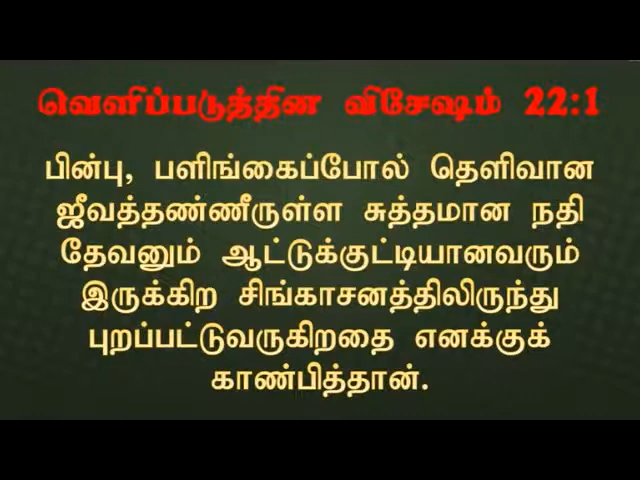 வெளிப்படுத்தின விசேஷம் 22:1
பின்பு, பளிங்கைப்போல் தெளிவான
ஜீவத்தண்ணீருள்ள சுத்தமான நதி
தேவனும் ஆட்டுக்குட்டியானவரும்
இருக்கிற சிங்காசனத்திலிருந்து
புறப்பட்டுவருகிறதை எனக்குக்
காண்பித்தான்.